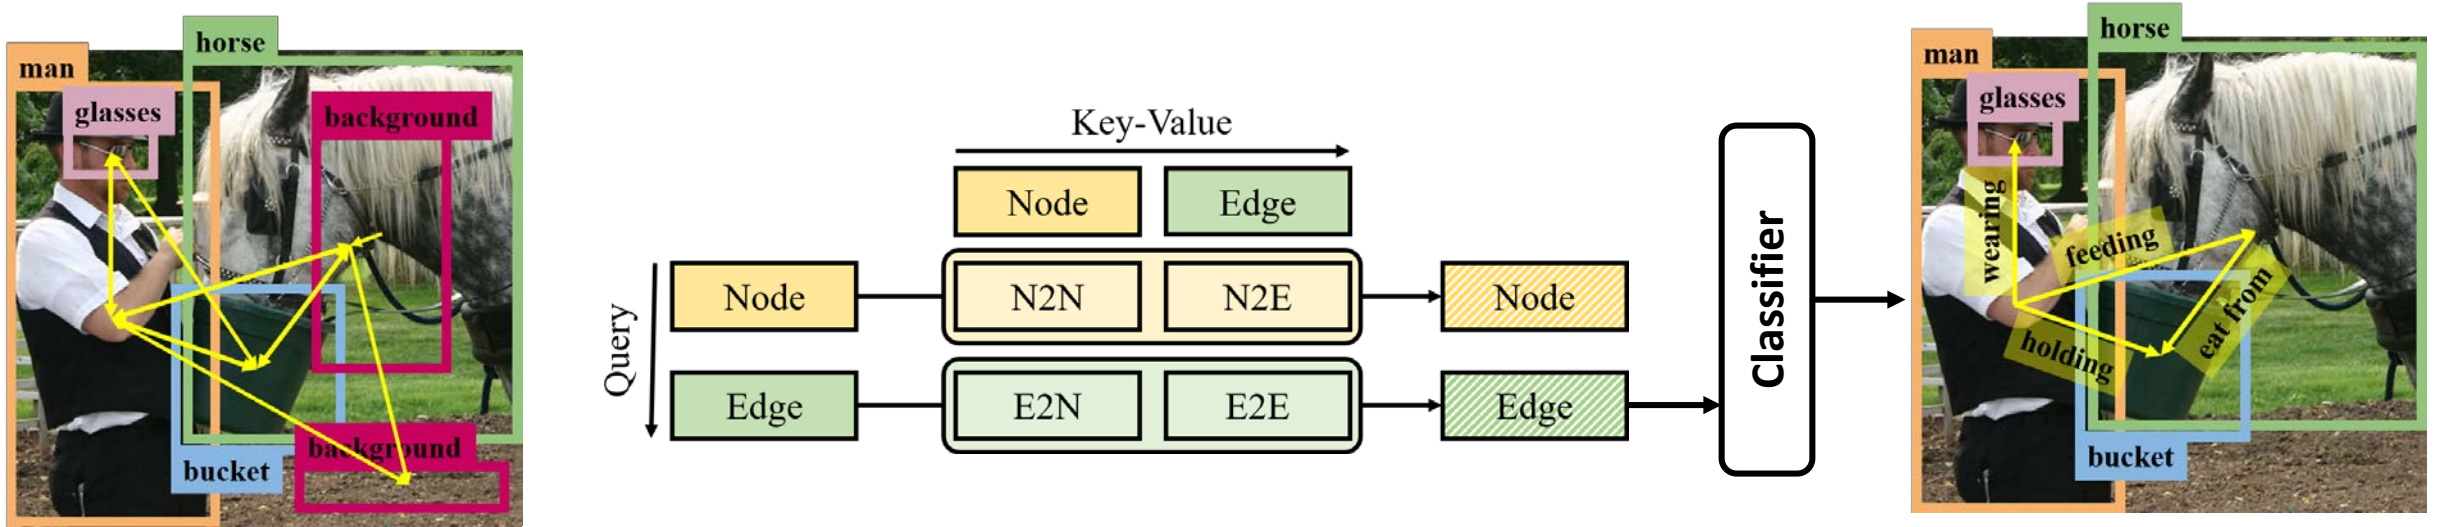 horse
man
glasses
background
background
bucket
Key-Value
Node Edge
Query
Node N2N N2E Node
Edge E2N E2E Edge
Classifier
horse
man
glasses
wearing
feeding
holding
eat from
bucket